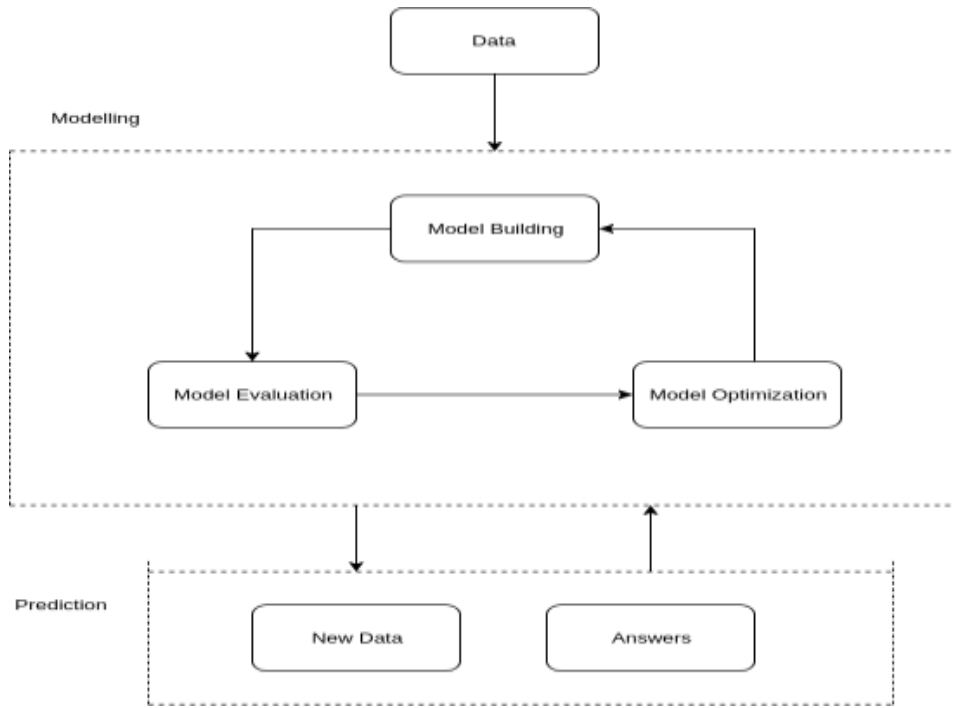 Data
Modelling
Model Building
Model Evaluation
Model Optimization
Prediction
New Data
Answers